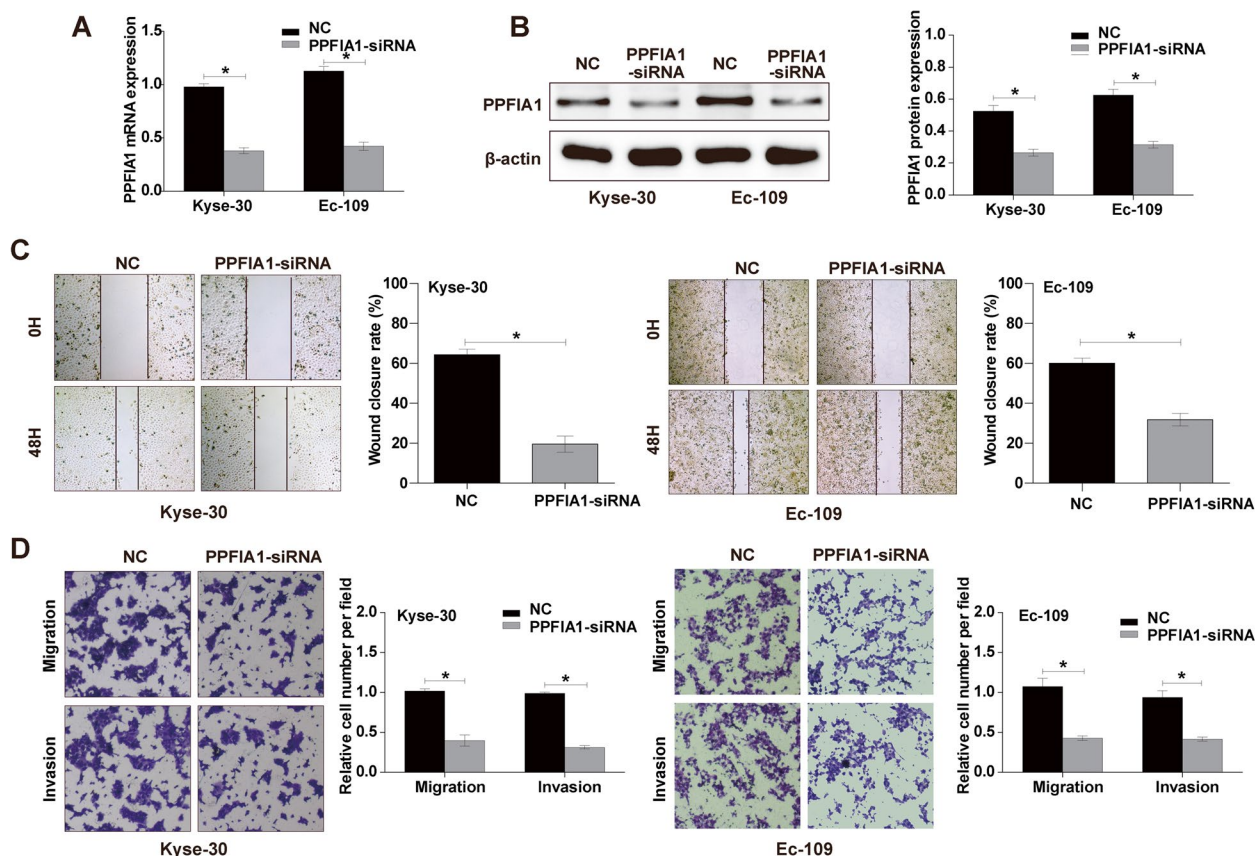 A
PPFIA1 mRNA expression
1.5
1.0
0.5
0.0
NC
PPFIA1-siRNA
*
*
Kyse-30
Ec-109
B
NC
PPFIA1
-siRNA
NC
PPFIA1
-siRNA
PPFIA1
β-actin
Kyse-30
Ec-109
PPFIA1 protein expression
1.0
0.8
0.6
0.4
0.2
0.0
NC
PPFIA1-siRNA
*
*
Kyse-30
Ec-109
C
NC
PPFIA1-siRNA
0H
48H
Kyse-30
Wound closure rate (%)
100
80
60
40
20
0
Kyse-30
*
NC
PPFIA1-siRNA
NC
PPFIA1-siRNA
0H
48H
Ec-109
Wound closure rate (%)
100
80
60
40
20
0
Ec-109
*
NC
PPFIA1-siRNA
D
NC
PPFIA1-siRNA
Migration
Invasion
Kyse-30
Relative cell number per field
2.0
1.5
1.0
0.5
0.0
Kyse-30
NC
PPFIA1-siRNA
*
*
Migration
Invasion
NC
PPFIA1-siRNA
Migration
Invasion
Ec-109
Relative cell number per field
2.0
1.5
1.0
0.5
0.0
Ec-109
NC
PPFIA1-siRNA
*
*
Migration
Invasion